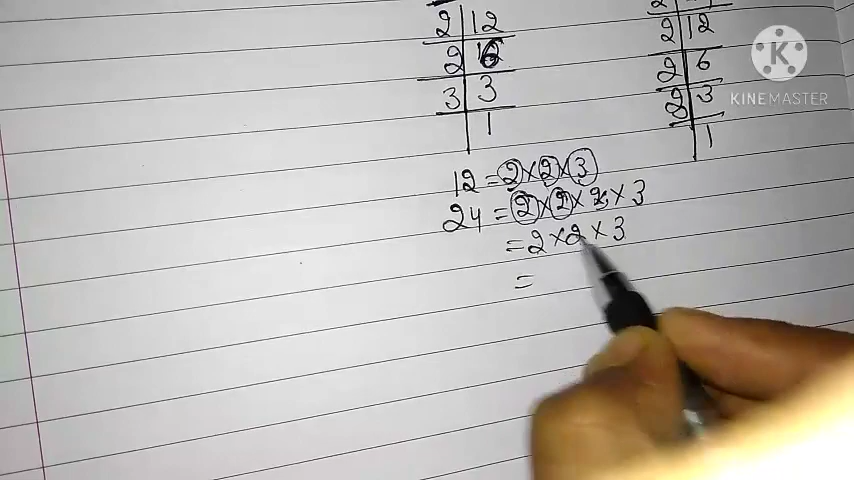 2 | 12
2 | 6
3 | 3
1
2 | 12
2 | 6
3
1
12 = 2 × 2 × 3
24 = 2 × 2 × 2 × 3
= 2 × 2 × 3
=
K
KINEMASTER